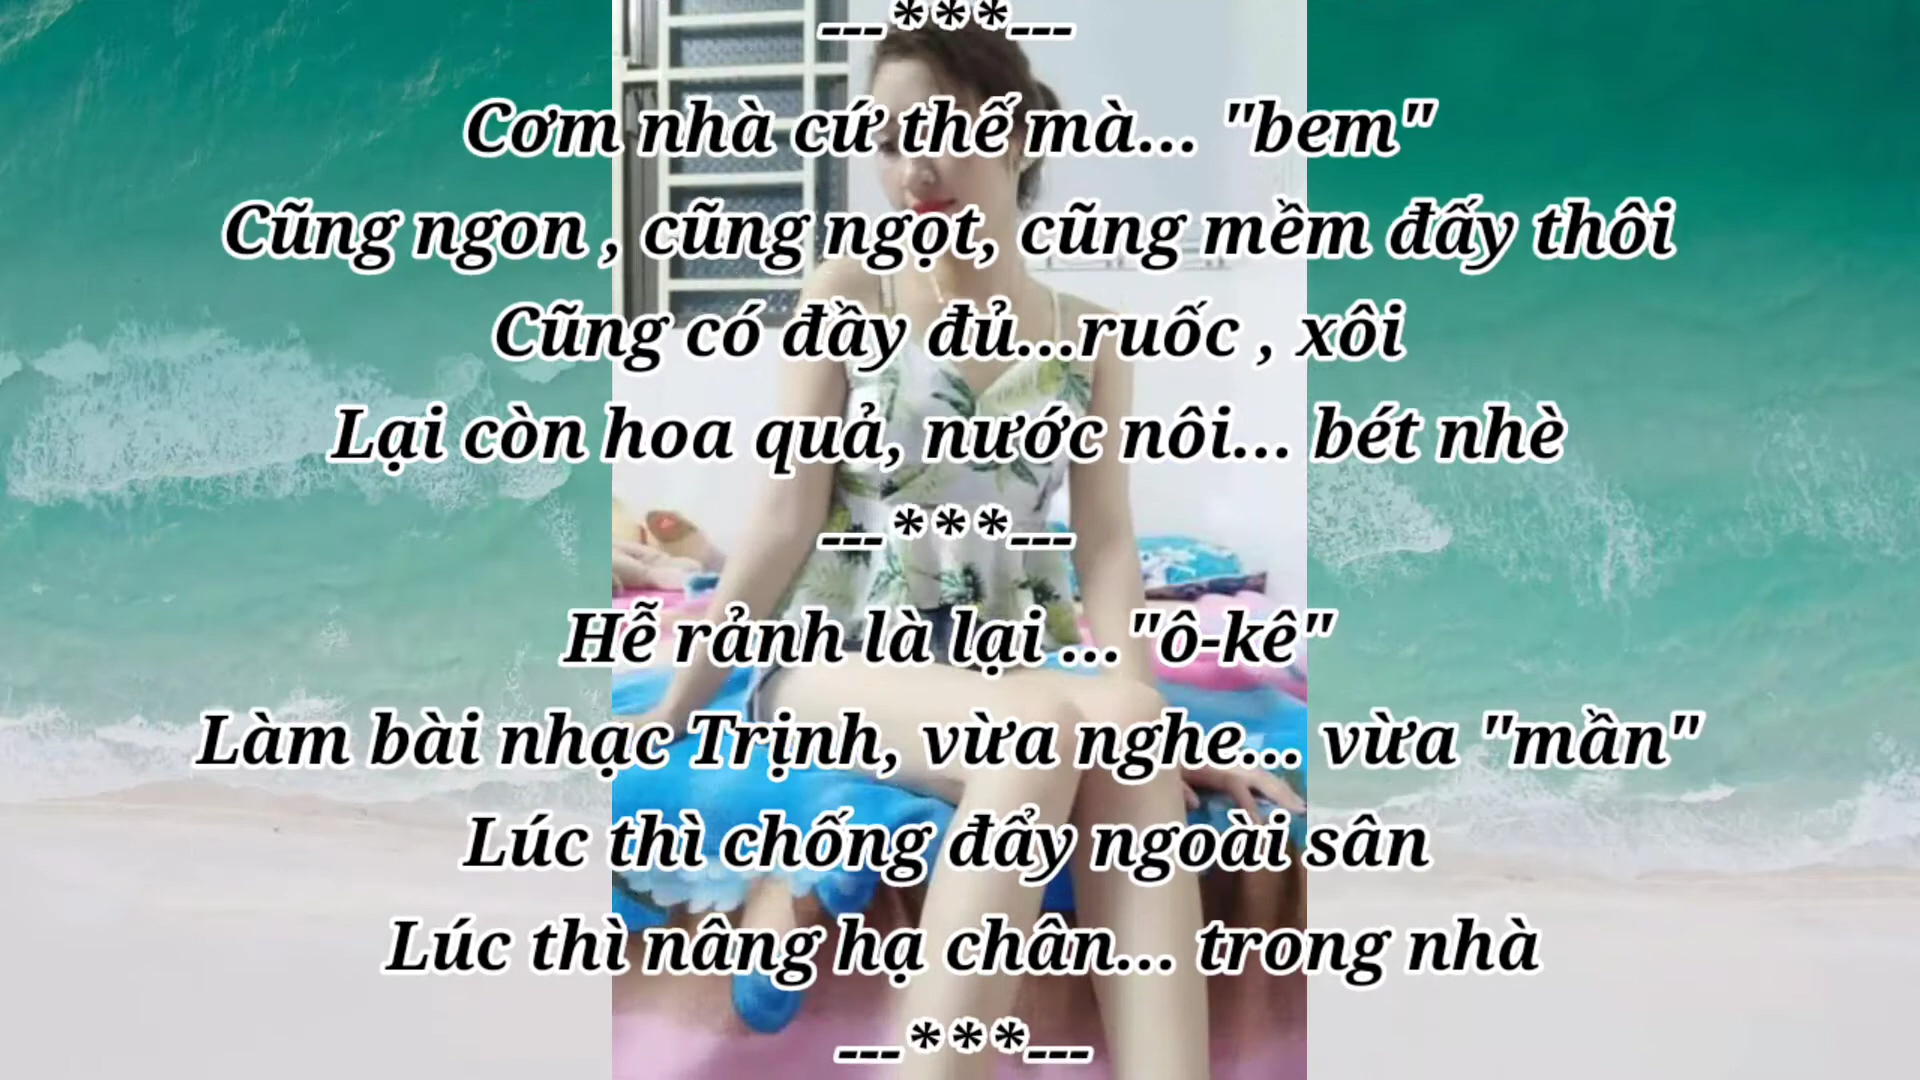 ---***---
Cơm nhà cứ thế mà... "bem"
Cũng ngon , cũng ngọt, cũng mềm đấy thôi
Cũng có đầy đủ...ruốc , xôi
Lại còn hoa quả, nước nôi... bét nhè
---***---
Hễ rảnh là lại ... "ô-kê"
Làm bài nhạc Trịnh, vừa nghe... vừa "mần"
Lúc thì chống đẩy ngoài sân
Lúc thì nâng hạ chân... trong nhà
---***---